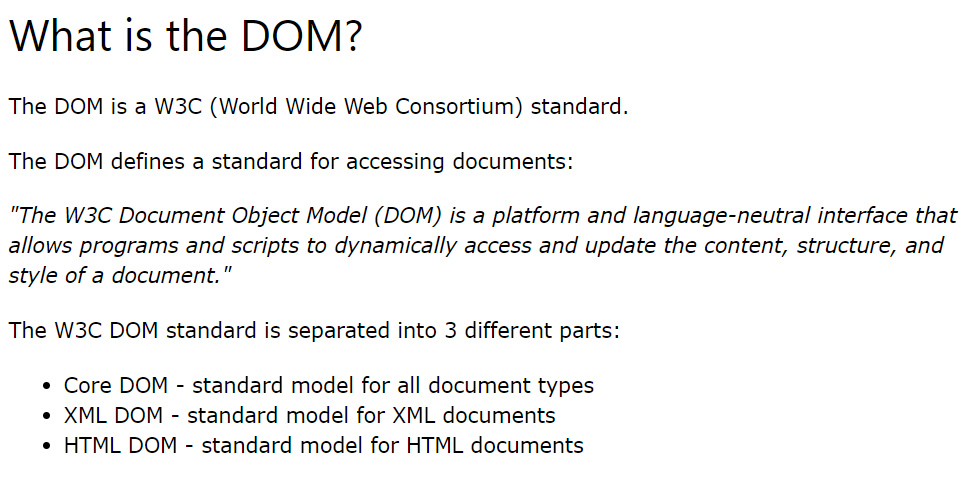 What is the DOM?
The DOM is a W3C (World Wide Web Consortium) standard.
The DOM defines a standard for accessing documents:
"The W3C Document Object Model (DOM) is a platform and language-neutral interface that
allows programs and scripts to dynamically access and update the content, structure, and
style of a document."
The W3C DOM standard is separated into 3 different parts:
• Core DOM - standard model for all document types
• XML DOM - standard model for XML documents
• HTML DOM - standard model for HTML documents